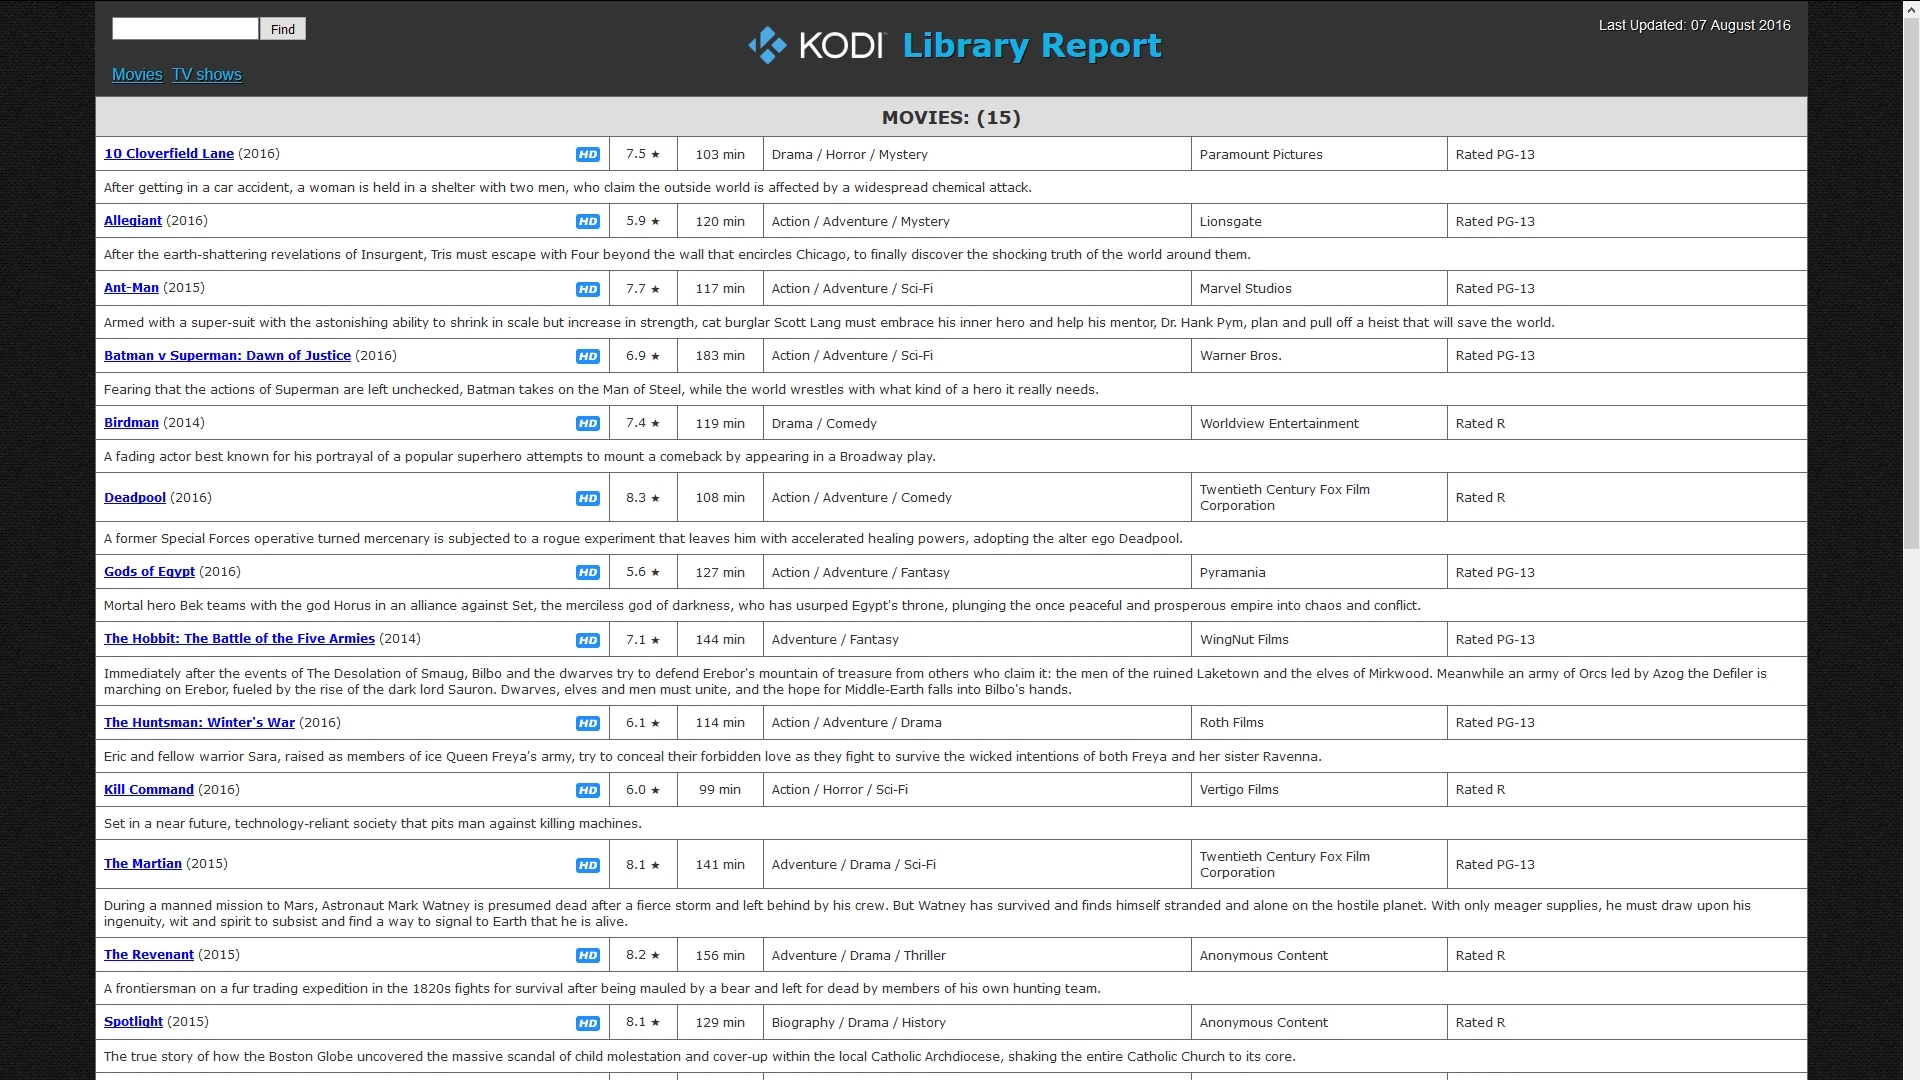 Find
Last Updated: 07 August 2016
KODI Library Report
Movies TV shows
MOVIES: (15)
10 Cloverfield Lane (2016) HD 7.5 ★ 103 min Drama / Horror / Mystery Paramount Pictures Rated PG-13
After getting in a car accident, a woman is held in a shelter with two men, who claim the outside world is affected by a widespread chemical attack.
Allegiant (2016) HD 5.9 ★ 120 min Action / Adventure / Mystery Lionsgate Rated PG-13
After the earth-shattering revelations of Insurgent, Tris must escape with Four beyond the wall that encircles Chicago, to finally discover the shocking truth of the world around them.
Ant-Man (2015) HD 7.7 ★ 117 min Action / Adventure / Sci-Fi Marvel Studios Rated PG-13
Armed with a super-suit with the astonishing ability to shrink in scale but increase in strength, cat burglar Scott Lang must embrace his inner hero and help his mentor, Dr. Hank Pym, plan and pull off a heist that will save the world.
Batman v Superman: Dawn of Justice (2016) HD 6.9 ★ 183 min Action / Adventure / Sci-Fi Warner Bros. Rated PG-13
Fearing that the actions of Superman are left unchecked, Batman takes on the Man of Steel, while the world wrestles with what kind of a hero it really needs.
Birdman (2014) HD 7.4 ★ 119 min Drama / Comedy Worldview Entertainment Rated R
A fading actor best known for his portrayal of a popular superhero attempts to mount a comeback by appearing in a Broadway play.
Deadpool (2016) HD 8.3 ★ 108 min Action / Adventure / Comedy Twentieth Century Fox Film
Corporation Rated R
A former Special Forces operative turned mercenary is subjected to a rogue experiment that leaves him with accelerated healing powers, adopting the alter ego Deadpool.
Gods of Egypt (2016) HD 5.6 ★ 127 min Action / Adventure / Fantasy Pyramania Rated PG-13
Mortal hero Bek teams with the god Horus in an alliance against Set, the merciless god of darkness, who has usurped Egypt's throne, plunging the once peaceful and prosperous empire into chaos and conflict.
The Hobbit: The Battle of the Five Armies (2014) HD 7.1 ★ 144 min Adventure / Fantasy WingNut Films Rated PG-13
Immediately after the events of The Desolation of Smaug, Bilbo and the dwarves try to defend Erebor's mountain of treasure from others who claim it: the men of the ruined Laketown and the elves of Mirkwood. Meanwhile an army of Orcs led by Azog the Defiler is
marching on Erebor, fueled by the rise of the dark lord Sauron. Dwarves, elves and men must unite, and the hope for Middle-Earth falls into Bilbo's hands.
The Huntsman: Winter's War (2016) HD 6.1 ★ 114 min Action / Adventure / Drama Roth Films Rated PG-13
Eric and fellow warrior Sara, raised as members of ice Queen Freya's army, try to conceal their forbidden love as they fight to survive the wicked intentions of both Freya and her sister Ravenna.
Kill Command (2016) HD 6.0 ★ 99 min Action / Horror / Sci-Fi Vertigo Films Rated R
Set in a near future, technology-reliant society that pits man against killing machines.
The Martian (2015) HD 8.1 ★ 141 min Adventure / Drama / Sci-Fi Twentieth Century Fox Film
Corporation Rated PG-13
During a manned mission to Mars, Astronaut Mark Watney is presumed dead after a fierce storm and left behind by his crew. But Watney has survived and finds himself stranded and alone on the hostile planet. With only meager supplies, he must draw upon his
ingenuity, wit and spirit to subsist and find a way to signal to Earth that he is alive.
The Revenant (2015) HD 8.2 ★ 156 min Adventure / Drama / Thriller Anonymous Content Rated R
A frontiersman on a fur trading expedition in the 1820s fights for survival after being mauled by a bear and left for dead by members of his own hunting team.
Spotlight (2015) HD 8.1 ★ 129 min Biography / Drama / History Anonymous Content Rated R
The true story of how the Boston Globe uncovered the massive scandal of child molestation and cover-up within the local Catholic Archdiocese, shaking the entire Catholic Church to its core.